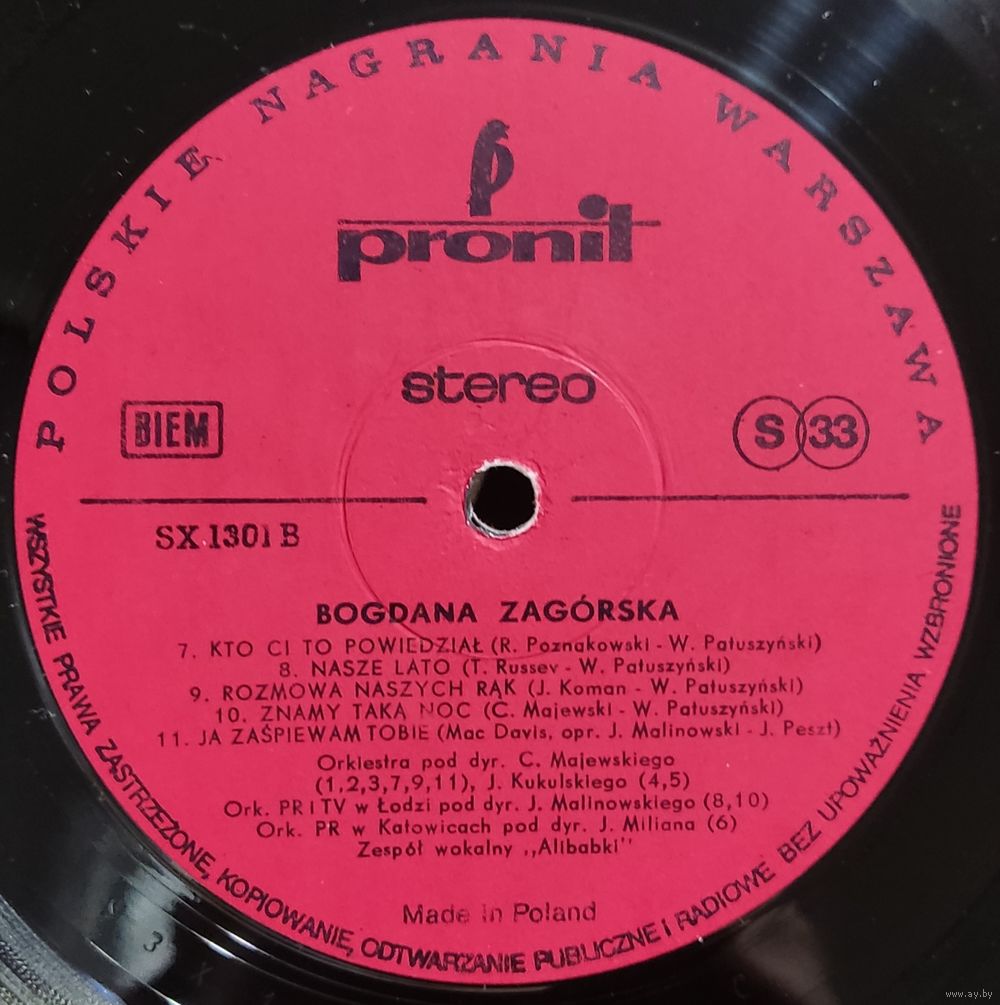 POLSKIE NAGRANIA WARSZAWA
pronit
stereo
BIEM
S 33
SX 1301 B
BOGDANA ZAGÓRSKA
7. KTO CI TO POWIEDZIAŁ (R. Poznakowski - W. Patuszyński)
8. NASZE LATO (T. Russev - W. Patuszyński)
9. ROZMOWA NASZYCH RĄK (J. Koman - W. Patuszyński)
10. ZNAMY TAKĄ NOC (C. Majewski - W. Patuszyński)
11. JA ZAŚPIEWAM TOBIE (Mac Davis, opr. J. Malinowski - J. Peszt)
Orkiestra pod dyr. C. Majewskiego
(1,2,3,7,9,11), J. Kukulskiego (4,5)
Ork. PR i TV w Łodzi pod dyr. J. Malinowskiego (8,10)
Ork. PR w Katowicach pod dyr. J. Miliana (6)
Zespół wokalny ,,Alibabki"
Made in Poland
WSZYSTKIE PRAWA ZASTRZEŻONE, KOPIOWANIE, ODTWARZANIE PUBLICZNE I RADIOWE BEZ UPOWAŻNIENIA WZBRONIONE
3 X
www.ay.by